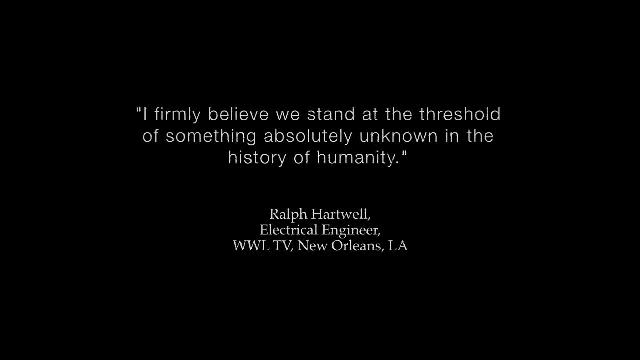 "I firmly believe we stand at the threshold
of something absolutely unknown in the
history of humanity."
Ralph Hartwell,
Electrical Engineer,
WWL TV, New Orleans, LA